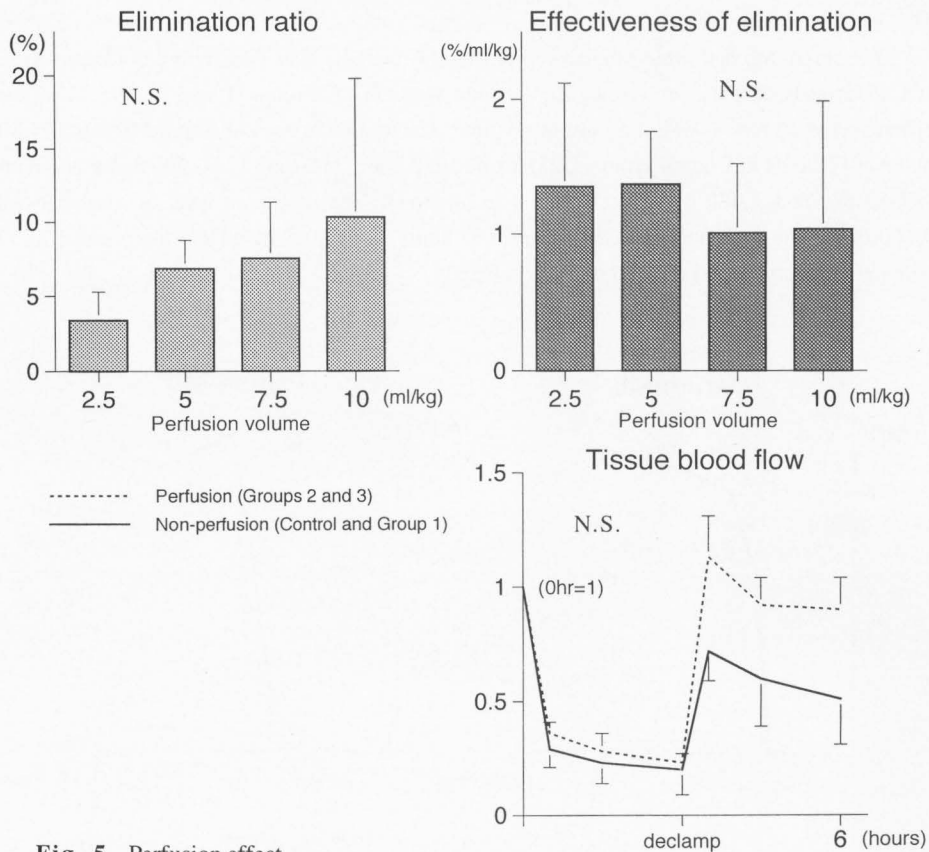 Elimination ratio
(%)
20
15
10
5
0
N.S.
2.5 5 7.5 10 (ml/kg)
Perfusion volume
Effectiveness of elimination
(%/ml/kg)
2
1
0
N.S.
2.5 5 7.5 10 (ml/kg)
Perfusion volume
Perfusion (Groups 2 and 3)
Non-perfusion (Control and Group 1)
Tissue blood flow
1.5
1
0.5
0
N.S.
(0hr=1)
declamp 6 (hours)
Fig. 5 Perfusion effect